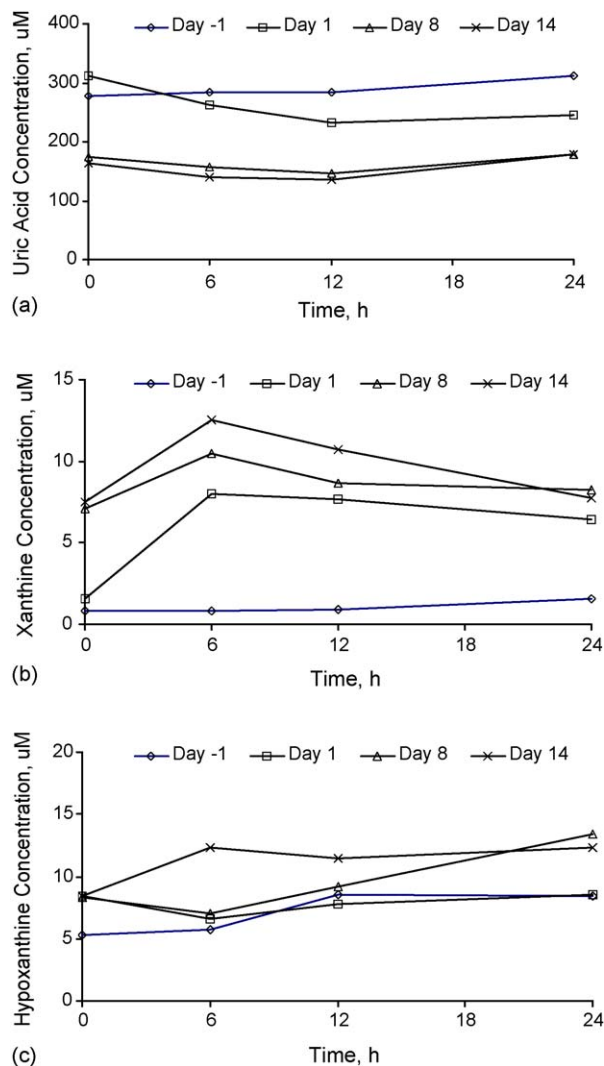 Day -1 Day 1 Day 8 Day 14
400
300
200
100
0
Uric Acid Concentration, uM
0 6 12 18 24
Time, h
(a)
Day -1 Day 1 Day 8 Day 14
15
10
5
0
Xanthine Concentration, uM
0 6 12 18 24
Time, h
(b)
Day -1 Day 1 Day 8 Day 14
20
15
10
5
0
Hypoxanthine Concentration, uM
0 6 12 18 24
Time, h
(c)